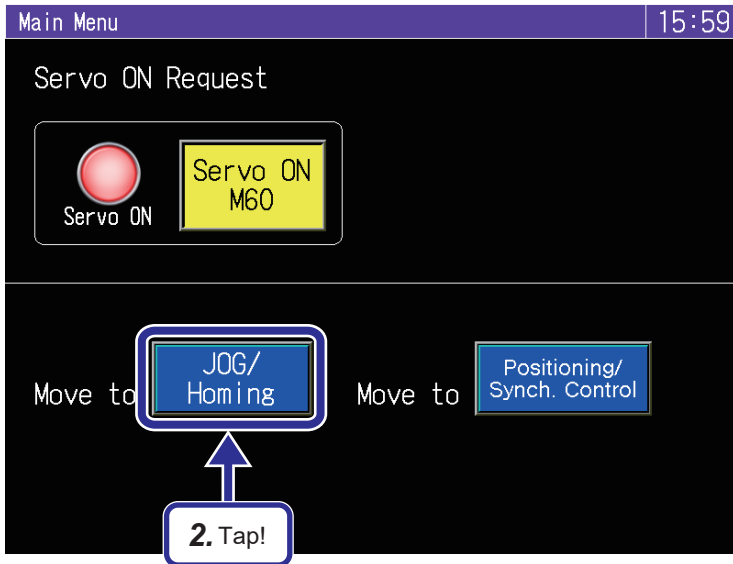 Main Menu 15:59
Servo ON Request
Servo ON
M60
Servo ON
JOG/
Homing
Move to
Positioning/
Synch. Control
Move to
2. Tap!